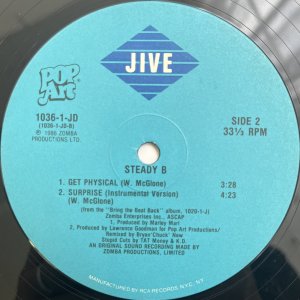 JIVE
POP
Art
1036-1-JD
(1036-1-JD-B)
℗ 1986 ZOMBA
PRODUCTIONS LTD.
SIDE 2
33⅓ RPM
STEADY B
1. GET PHYSICAL (W. McGlone) 3:28
2. SURPRISE (Instrumental Version) 4:23
(W. McGlone)
(from the "Bring the Beat Back" album, 1020-1-J)
Zomba Enterprises Inc., ASCAP
1. Produced by Marley Marl
2. Produced by Lawrence Goodman for Pop Art Productions/
Remixed by Bryan "Chuck" New
Staged Cuts by TAT Money & K.D.
AN ORIGINAL SOUND RECORDING MADE BY
ZOMBA PRODUCTIONS, LIMITED
MANUFACTURED BY RCA RECORDS N.Y.C. N.Y.